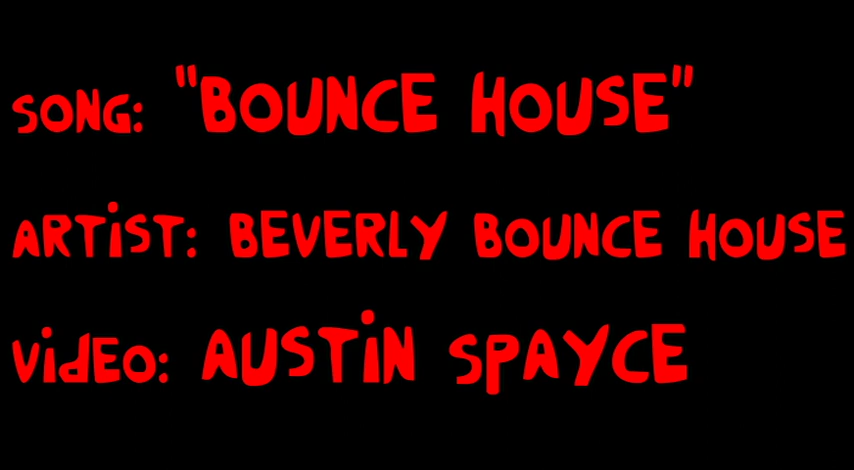 SONG: "BOUNCE HOUSE"
ARTIST: BEVERLY BOUNCE HOUSE
VIDEO: AUSTIN SPAYCE